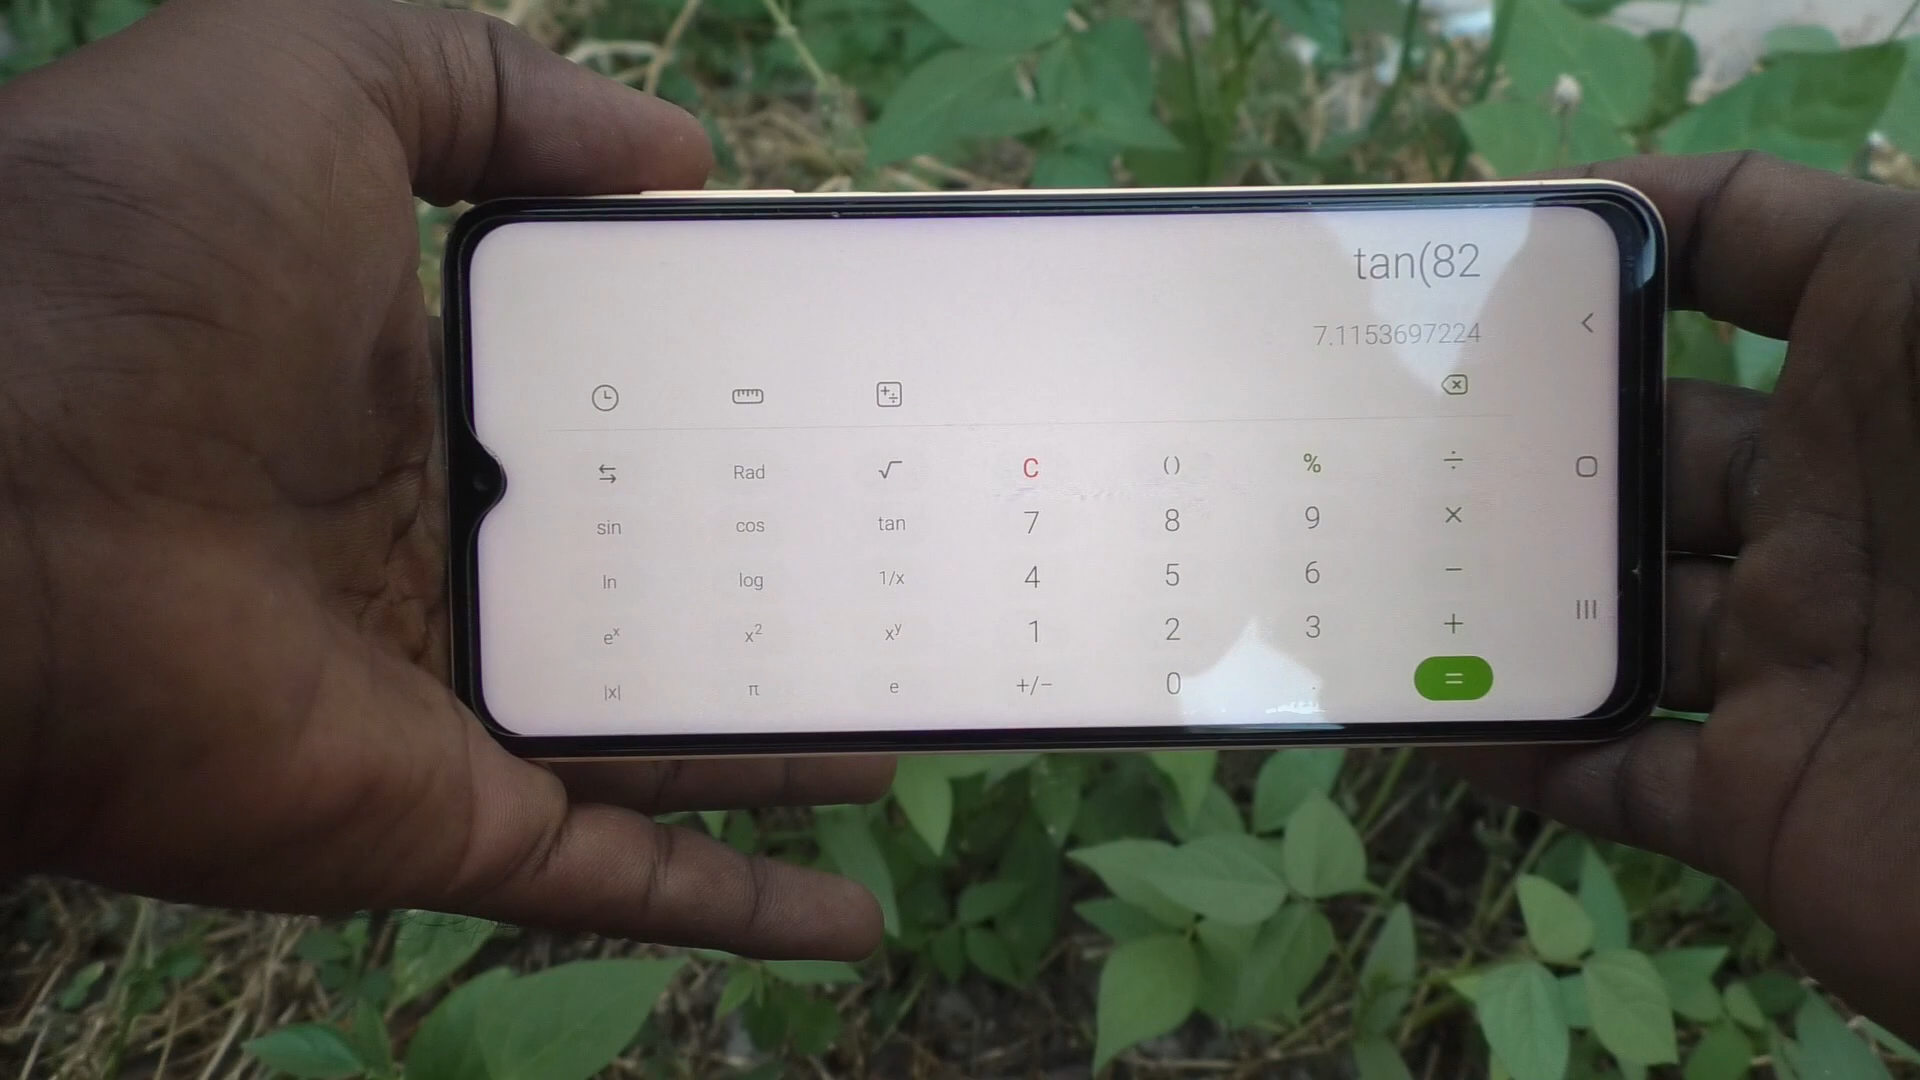 tan(82
7.1153697224
Rad √ C () % ÷
sin cos tan 7 8 9 ×
ln log 1/x 4 5 6 −
eˣ x² xʸ 1 2 3 +
|x| π e +/− 0 . =